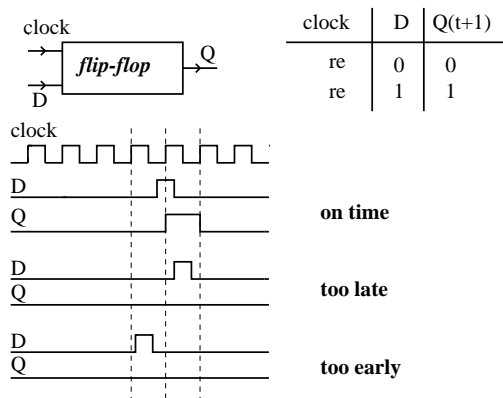 clock
flip-flop
Q
D
clock D Q(t+1)
re 0 0
re 1 1
clock
D
Q
on time
D
Q
too late
D
Q
too early